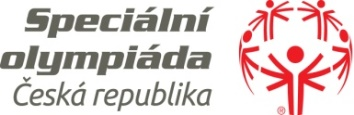 Speciální
olympiáda
Česká republika
®